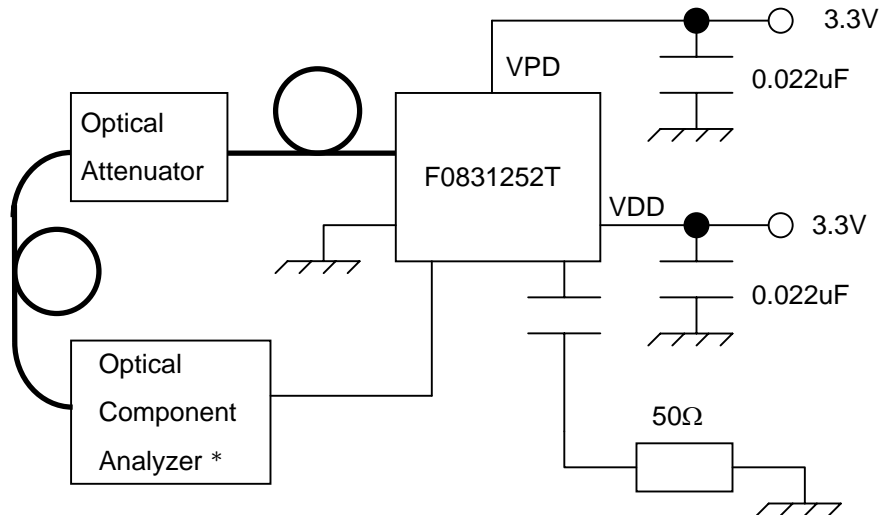 3.3V
VPD
0.022uF
Optical
Attenuator
F0831252T
VDD
3.3V
0.022uF
Optical
Component
Analyzer *
50Ω